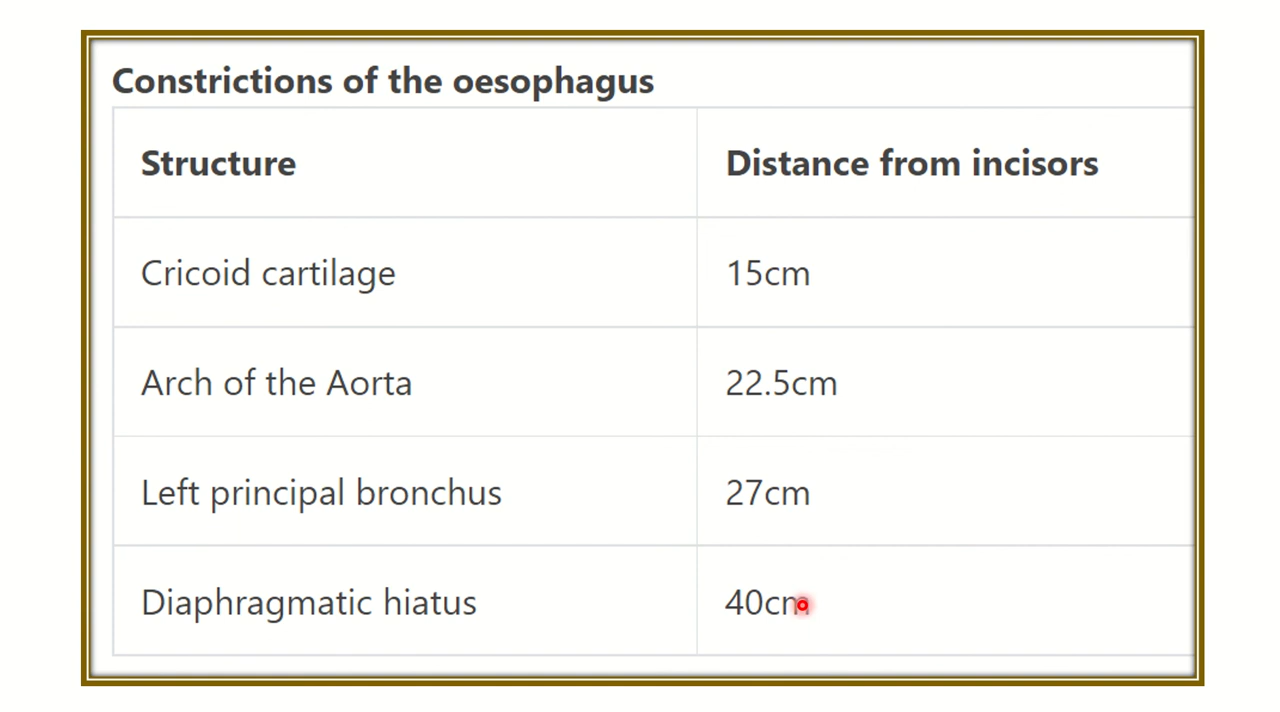 Constrictions of the oesophagus
Structure Distance from incisors
Cricoid cartilage 15cm
Arch of the Aorta 22.5cm
Left principal bronchus 27cm
Diaphragmatic hiatus 40cm